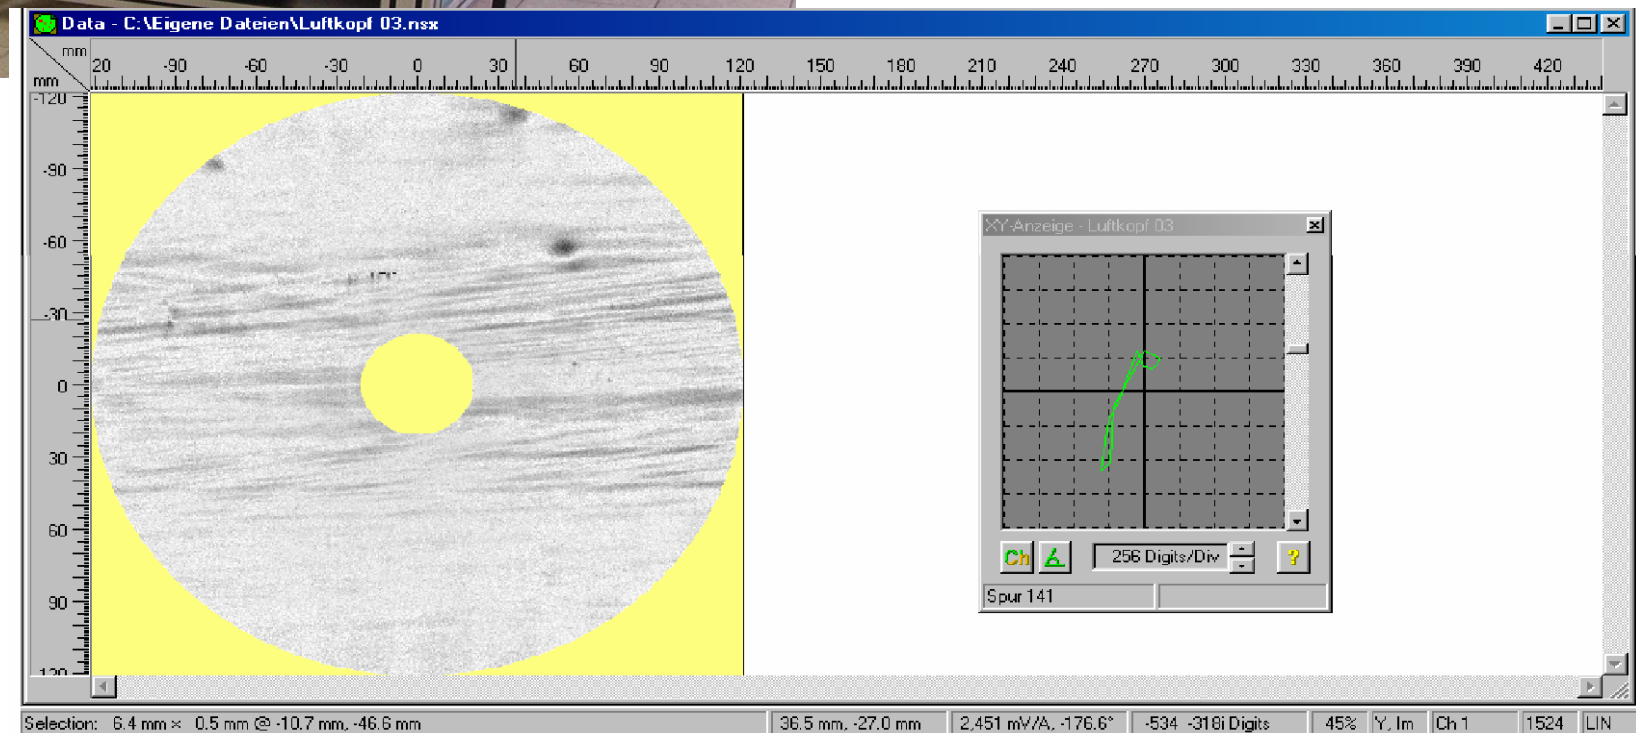 Data - C:\Eigene Dateien\Luftkopf 03.nsx
mm
20 -90 -60 -30 0 30 60 90 120 150 180 210 240 270 300 330 360 390 420
mm
-120
-90
-60
-30
0
30
60
90
120
XY-Anzeige - Luftkopf 03
Ch
256 Digits/Div
?
Spur 141
Selection: 6.4 mm × 0.5 mm @ -10.7 mm, -46.6 mm
36.5 mm, -27.0 mm
2,451 mV/A, -176.6°
-534 -318i Digits
45%
Y, Im
Ch 1
1524
LIN